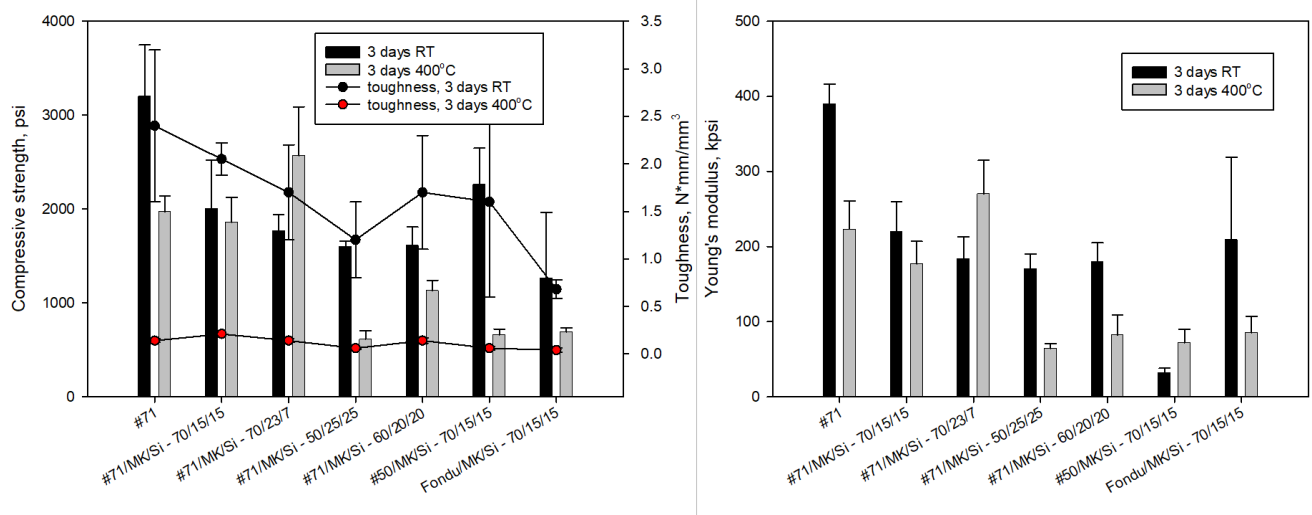 4000
3000
2000
1000
0
Compressive strength, psi
3 days RT
3 days 400°C
toughness, 3 days RT
toughness, 3 days 400°C
3.5
3.0
2.5
2.0
1.5
1.0
0.5
0.0
Toughness, N*mm/mm³
#71
#71/MK/Si - 70/15/15
#71/MK/Si - 70/23/7
#71/MK/Si - 50/25/25
#71/MK/Si - 60/20/20
#50/MK/Si - 70/15/15
Fondu/MK/Si - 70/15/15
500
400
300
200
100
0
Young's modulus, kpsi
3 days RT
3 days 400°C
#71
#71/MK/Si - 70/15/15
#71/MK/Si - 70/23/7
#71/MK/Si - 50/25/25
#71/MK/Si - 60/20/20
#50/MK/Si - 70/15/15
Fondu/MK/Si - 70/15/15